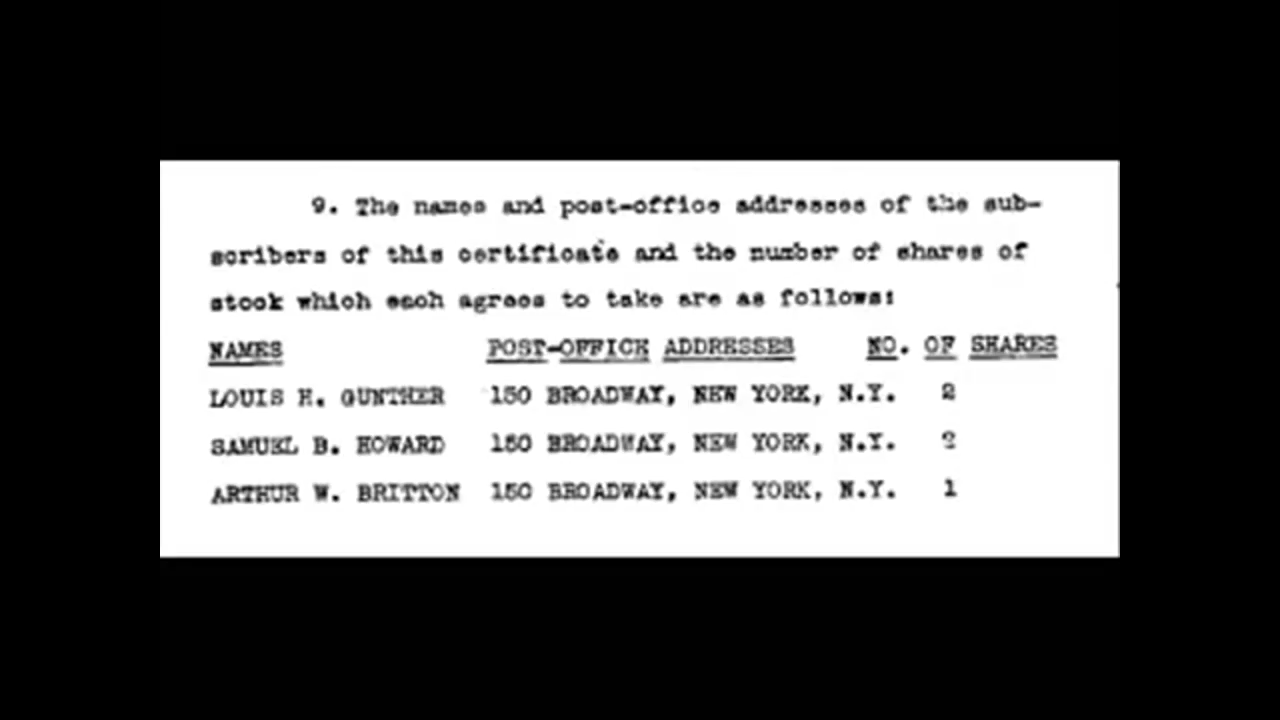 9. The names and post-office addresses of the sub-
scribers of this certificate and the number of shares of
stock which each agrees to take are as follows:
NAMES POST-OFFICE ADDRESSES NO. OF SHARES
LOUIS H. GUNTHER 150 BROADWAY, NEW YORK, N.Y. 2
SAMUEL B. HOWARD 150 BROADWAY, NEW YORK, N.Y. 2
ARTHUR W. BRITTON 150 BROADWAY, NEW YORK, N.Y. 1